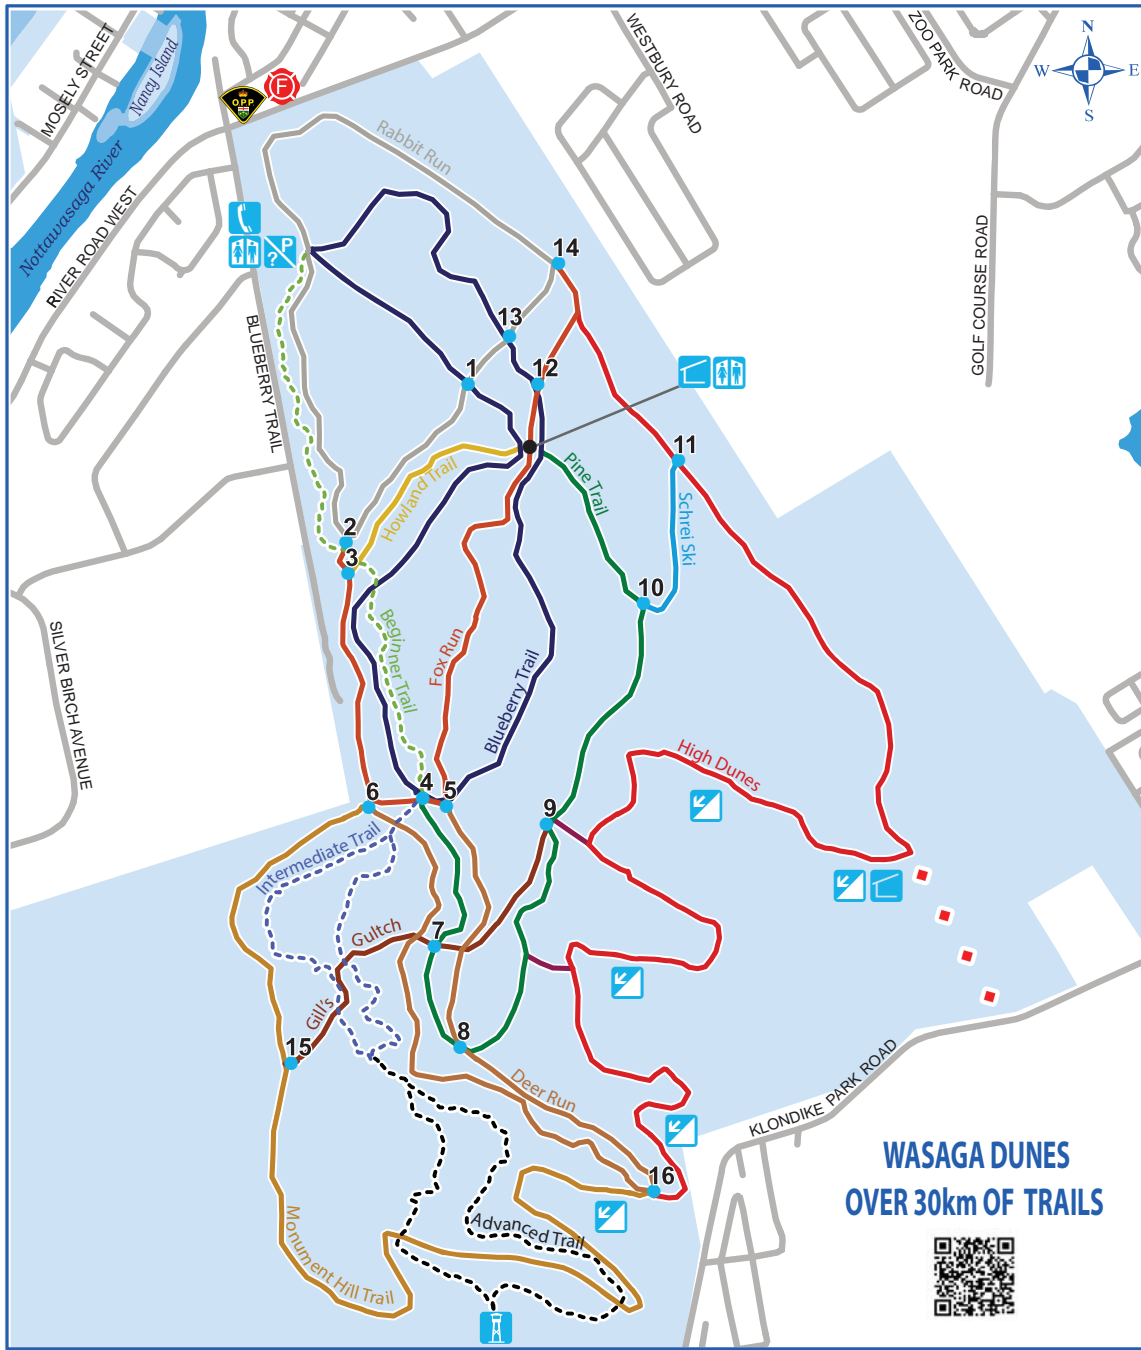 MOSELY STREET
Nancy Island
Nottawasaga River
RIVER ROAD WEST
OPP
F
WESTBURY ROAD
ZOO PARK ROAD
N
W
E
S
Rabbit Run
GOLF COURSE ROAD
P
?
14
13
1
12
BLUEBERRY TRAIL
11
Howland Trail
Pine Trail
Schrei Ski
2
3
10
SILVER BIRCH AVENUE
Beginner Trail
Fox Run
Blueberry Trail
High Dunes
6
4
5
9
Intermediate Trail
Gill's
Gultch
7
15
8
Deer Run
KLONDIKE PARK ROAD
16
Monument Hill Trail
Advanced Trail
WASAGA DUNES
OVER 30km OF TRAILS